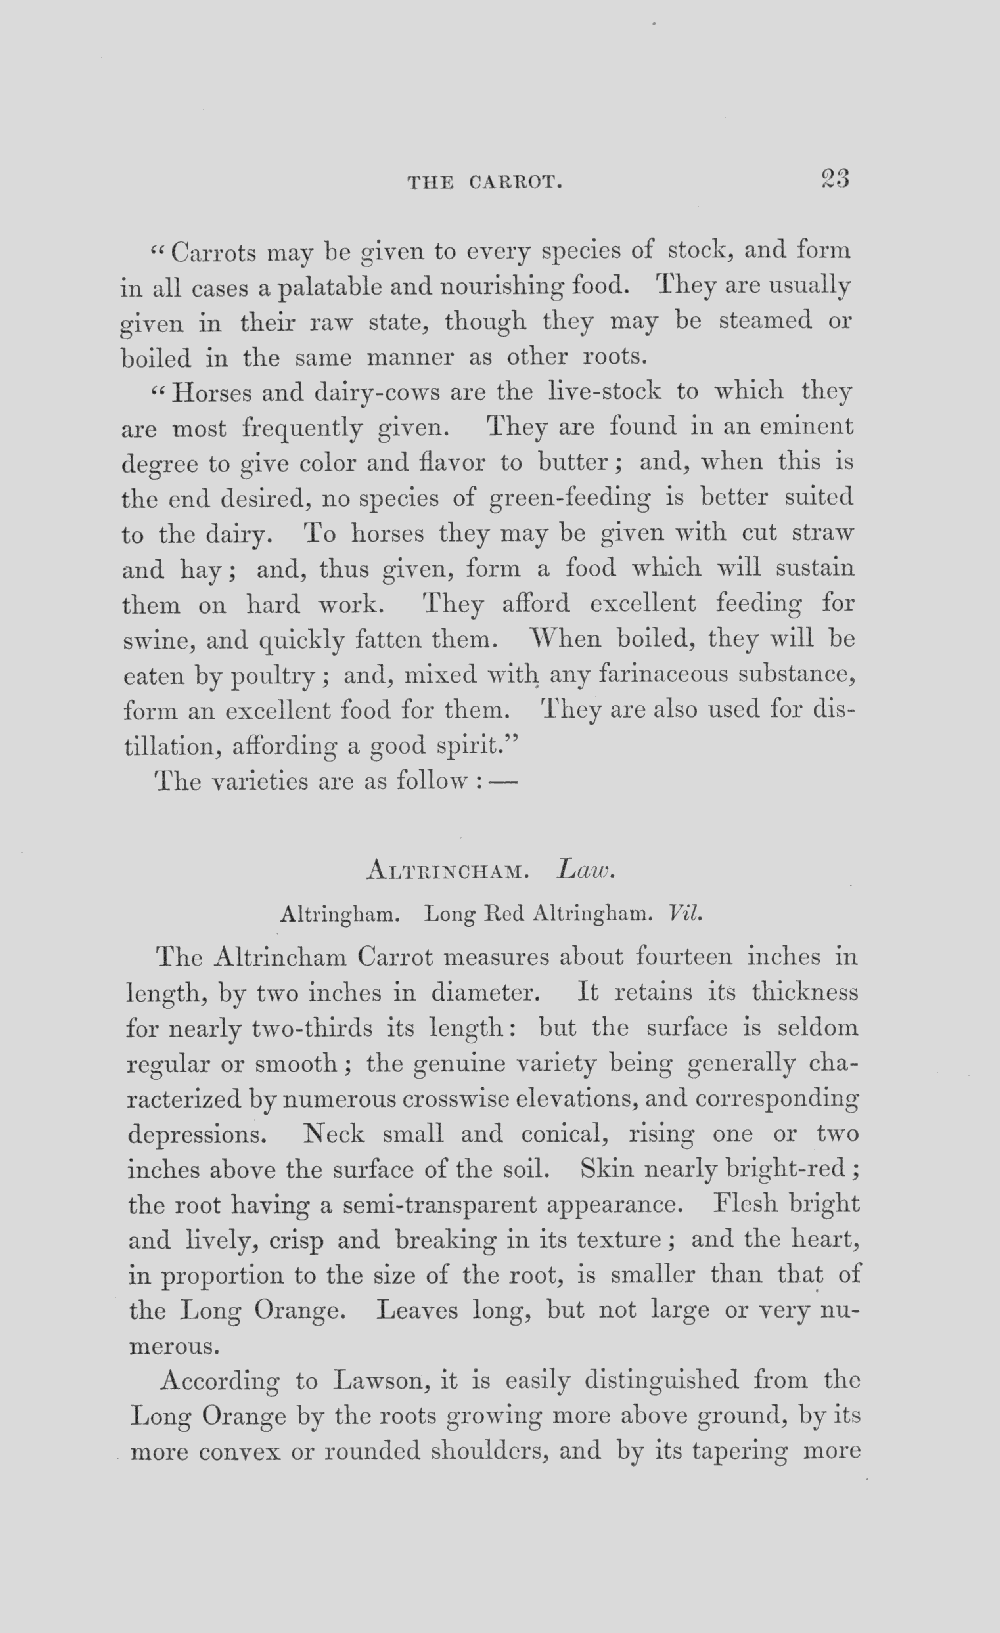 THE CARROT. 23
“Carrots may be given to every species of stock, and form
in all cases a palatable and nourishing food. They are usually
given in their raw state, though they may be steamed or
boiled in the same manner as other roots.
“Horses and dairy-cows are the live-stock to which they
are most frequently given. They are found in an eminent
degree to give color and flavor to butter; and, when this is
the end desired, no species of green-feeding is better suited
to the dairy. To horses they may be given with cut straw
and hay; and, thus given, form a food which will sustain
them on hard work. They afford excellent feeding for
swine, and quickly fatten them. When boiled, they will be
eaten by poultry; and, mixed with any farinaceous substance,
form an excellent food for them. They are also used for dis-
tillation, affording a good spirit.”
The varieties are as follow:—
ALTRINCHAM. Law.
Altringham. Long Red Altringham. Vil.
The Altrincham Carrot measures about fourteen inches in
length, by two inches in diameter. It retains its thickness
for nearly two-thirds its length: but the surface is seldom
regular or smooth; the genuine variety being generally cha-
racterized by numerous crosswise elevations, and corresponding
depressions. Neck small and conical, rising one or two
inches above the surface of the soil. Skin nearly bright-red;
the root having a semi-transparent appearance. Flesh bright
and lively, crisp and breaking in its texture; and the heart,
in proportion to the size of the root, is smaller than that of
the Long Orange. Leaves long, but not large or very nu-
merous.
According to Lawson, it is easily distinguished from the
Long Orange by the roots growing more above ground, by its
more convex or rounded shoulders, and by its tapering more